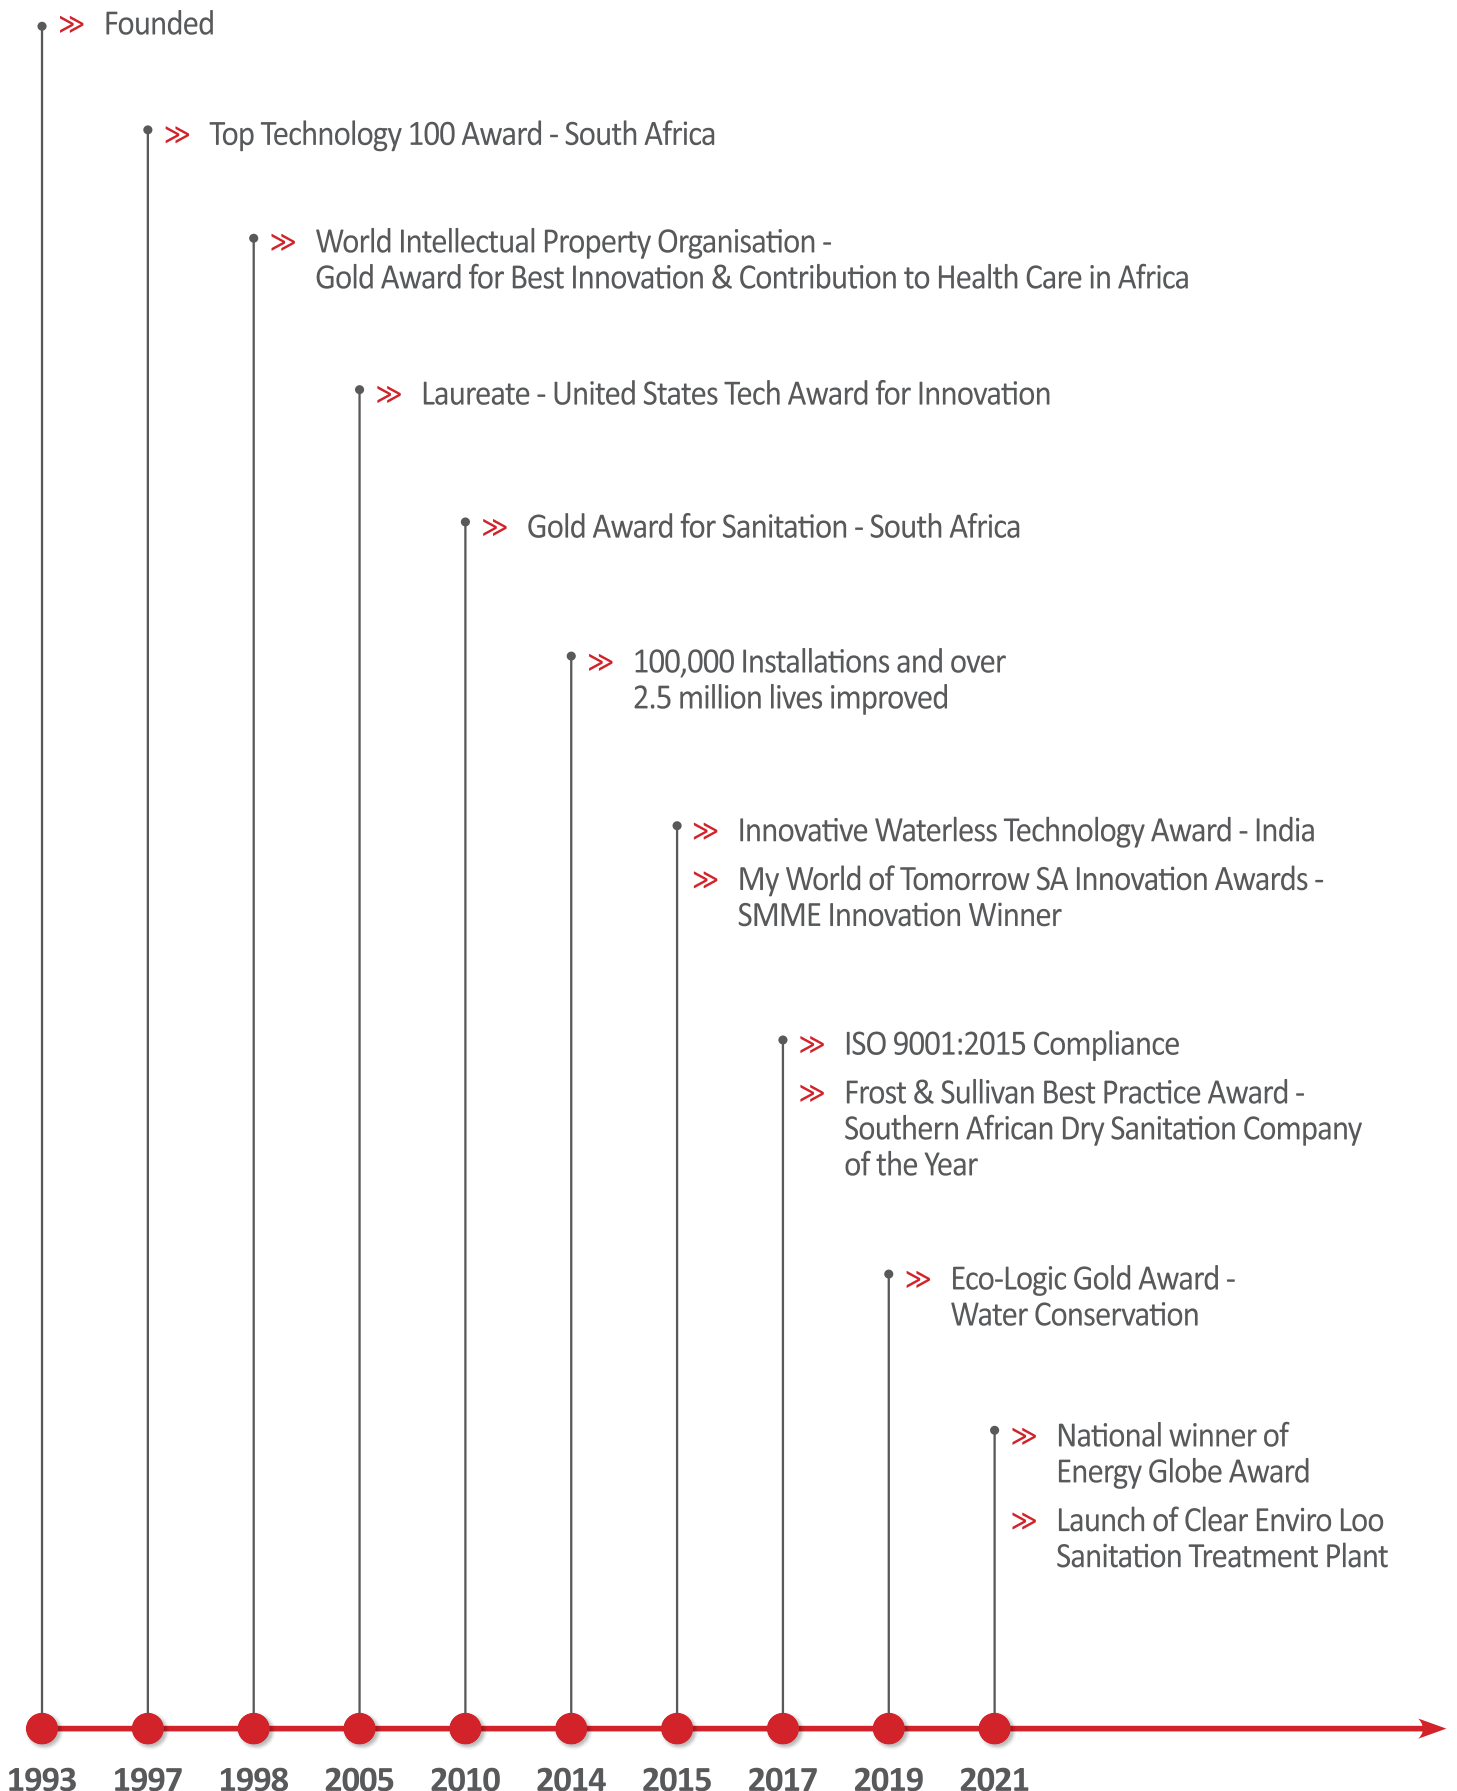 Founded
Top Technology 100 Award - South Africa
World Intellectual Property Organisation -
Gold Award for Best Innovation & Contribution to Health Care in Africa
Laureate - United States Tech Award for Innovation
Gold Award for Sanitation - South Africa
100,000 Installations and over
2.5 million lives improved
Innovative Waterless Technology Award - India
My World of Tomorrow SA Innovation Awards -
SMME Innovation Winner
ISO 9001:2015 Compliance
Frost & Sullivan Best Practice Award -
Southern African Dry Sanitation Company
of the Year
Eco-Logic Gold Award -
Water Conservation
National winner of
Energy Globe Award
Launch of Clear Enviro Loo
Sanitation Treatment Plant
1993 1997 1998 2005 2010 2014 2015 2017 2019 2021